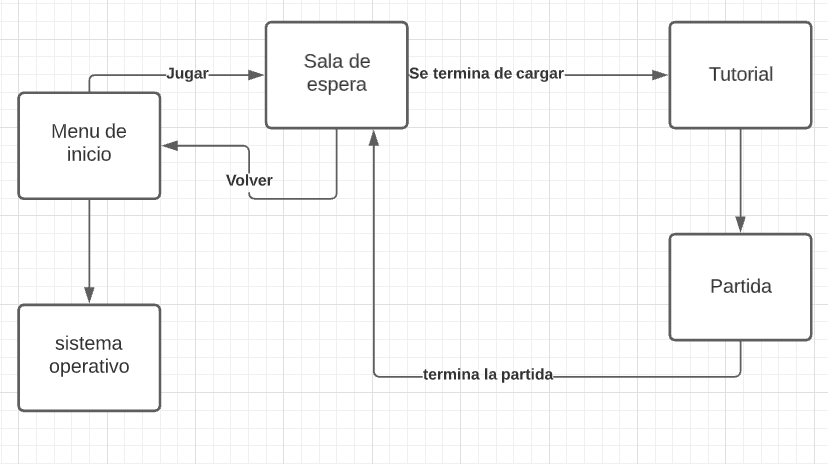 Sala de
espera
Jugar
Se termina de cargar
Tutorial
Menu de
inicio
Volver
Partida
sistema
operativo
termina la partida